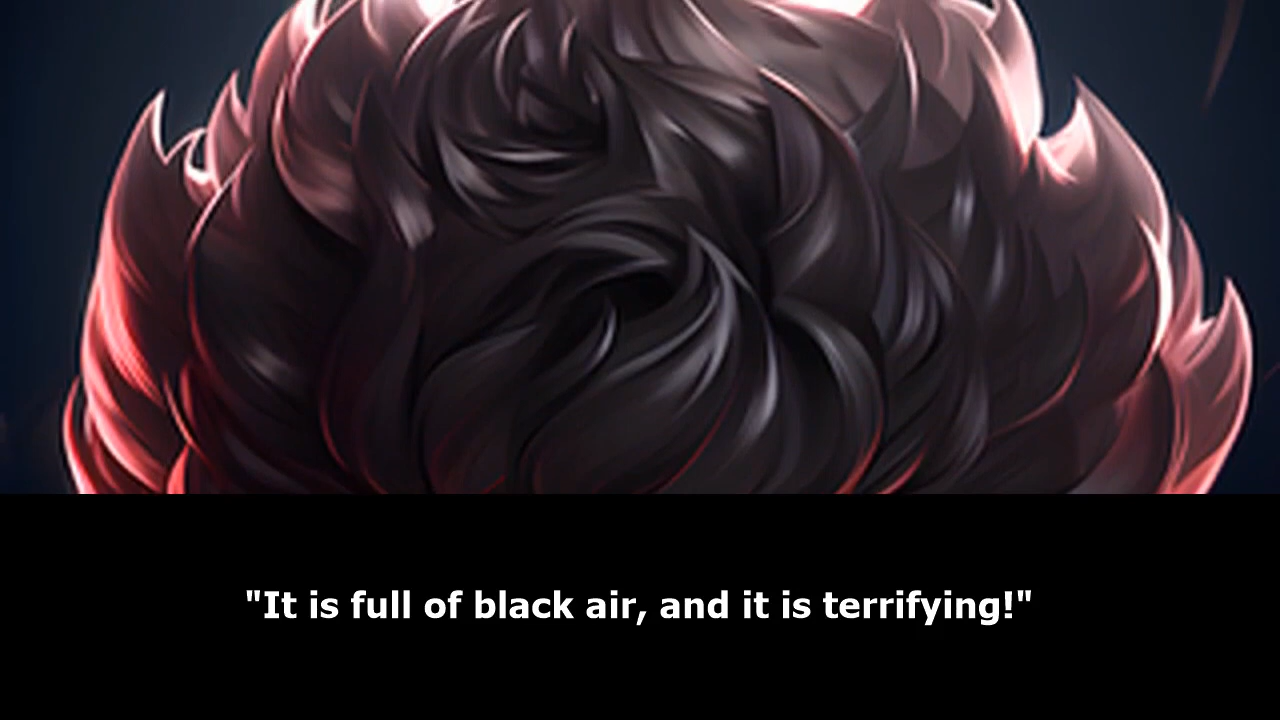 "It is full of black air, and it is terrifying!"